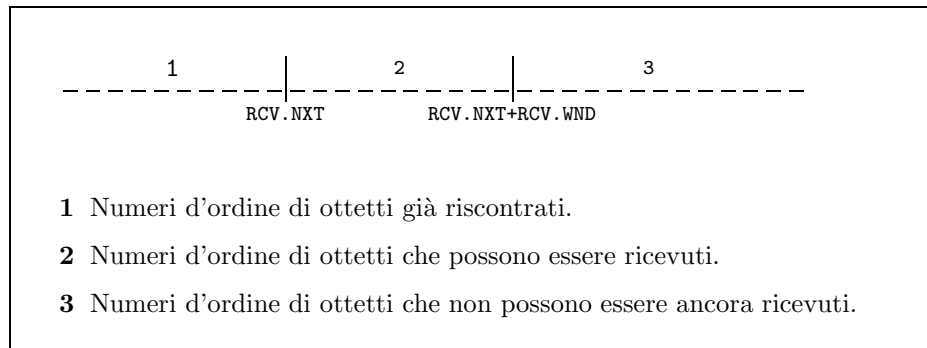 1 2 3
RCV.NXT RCV.NXT+RCV.WND
1 Numeri d'ordine di ottetti già riscontrati.
2 Numeri d'ordine di ottetti che possono essere ricevuti.
3 Numeri d'ordine di ottetti che non possono essere ancora ricevuti.